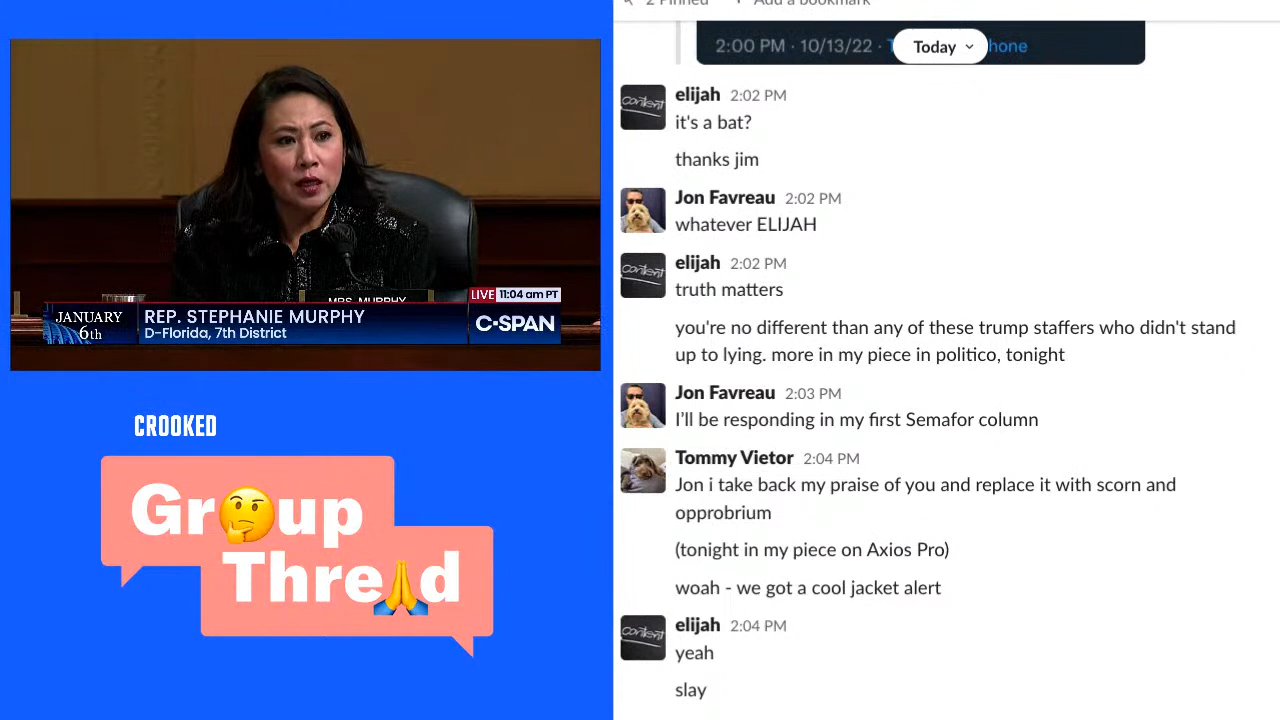 MRS. MURPHY
LIVE 11:04 am PT
JANUARY
6th
REP. STEPHANIE MURPHY
D-Florida, 7th District
C-SPAN
CROOKED
Gr🤔up
Thre🙏d
2 Pinned + Add a bookmark
2:00 PM · 10/13/22 ·
Today
elijah 2:02 PM
it's a bat?
thanks jim
Jon Favreau 2:02 PM
whatever ELIJAH
elijah 2:02 PM
truth matters
you're no different than any of these trump staffers who didn't stand
up to lying. more in my piece in politico, tonight
Jon Favreau 2:03 PM
I'll be responding in my first Semafor column
Tommy Vietor 2:04 PM
Jon i take back my praise of you and replace it with scorn and
opprobrium
(tonight in my piece on Axios Pro)
woah - we got a cool jacket alert
elijah 2:04 PM
yeah
slay